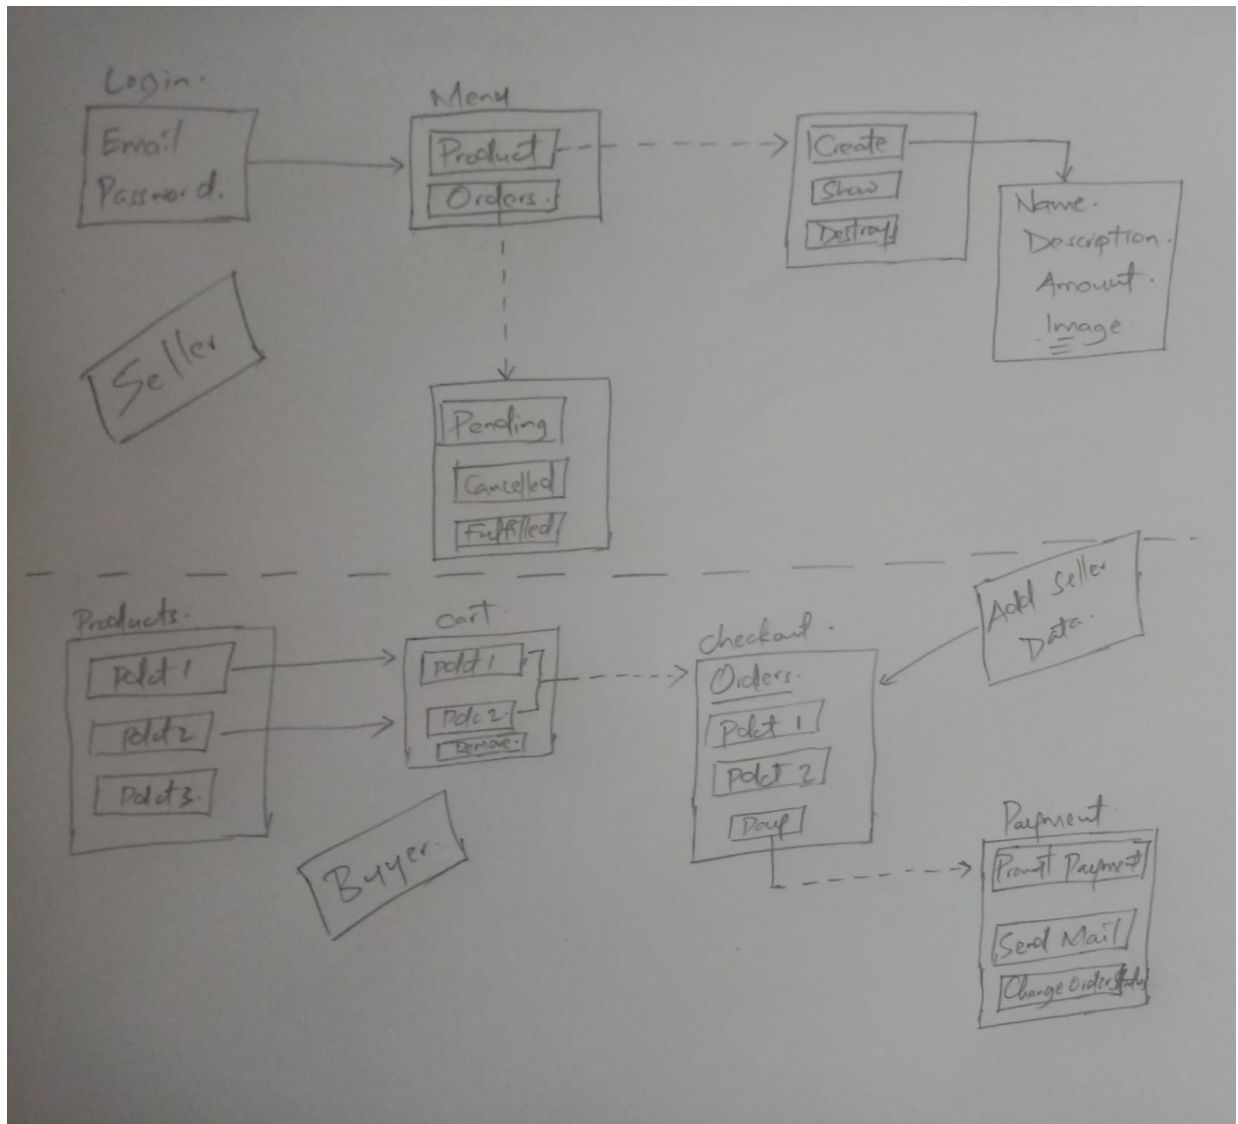 Login.
Email
Password.
Menu
Product
Orders.
Create
Show
Destroy
Name.
Description.
Amount.
Image.
Seller
Pending
Cancelled
Fulfilled
Products.
Pdct 1
Pdct 2
Pdct 3.
Cart
Pdct 1
Pdc 2.
Remove.
Checkout.
Orders.
Pdct 1
Pdct 2
Pay
Add Seller
Data.
Buyer.
Payment
Prompt Payment
Send Mail
Change Order Status